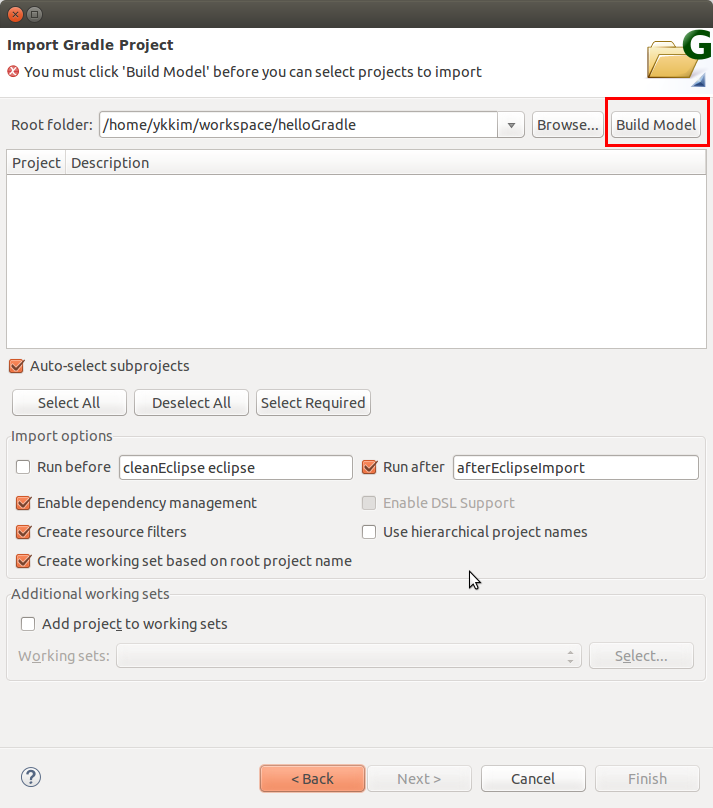 Import Gradle Project
You must click 'Build Model' before you can select projects to import
G
Root folder: /home/ykkim/workspace/helloGradle Browse... Build Model
Project Description
Auto-select subprojects
Select All Deselect All Select Required
Import options
Run before cleanEclipse eclipse Run after afterEclipseImport
Enable dependency management Enable DSL Support
Create resource filters Use hierarchical project names
Create working set based on root project name
Additional working sets
Add project to working sets
Working sets: Select...
? < Back Next > Cancel Finish